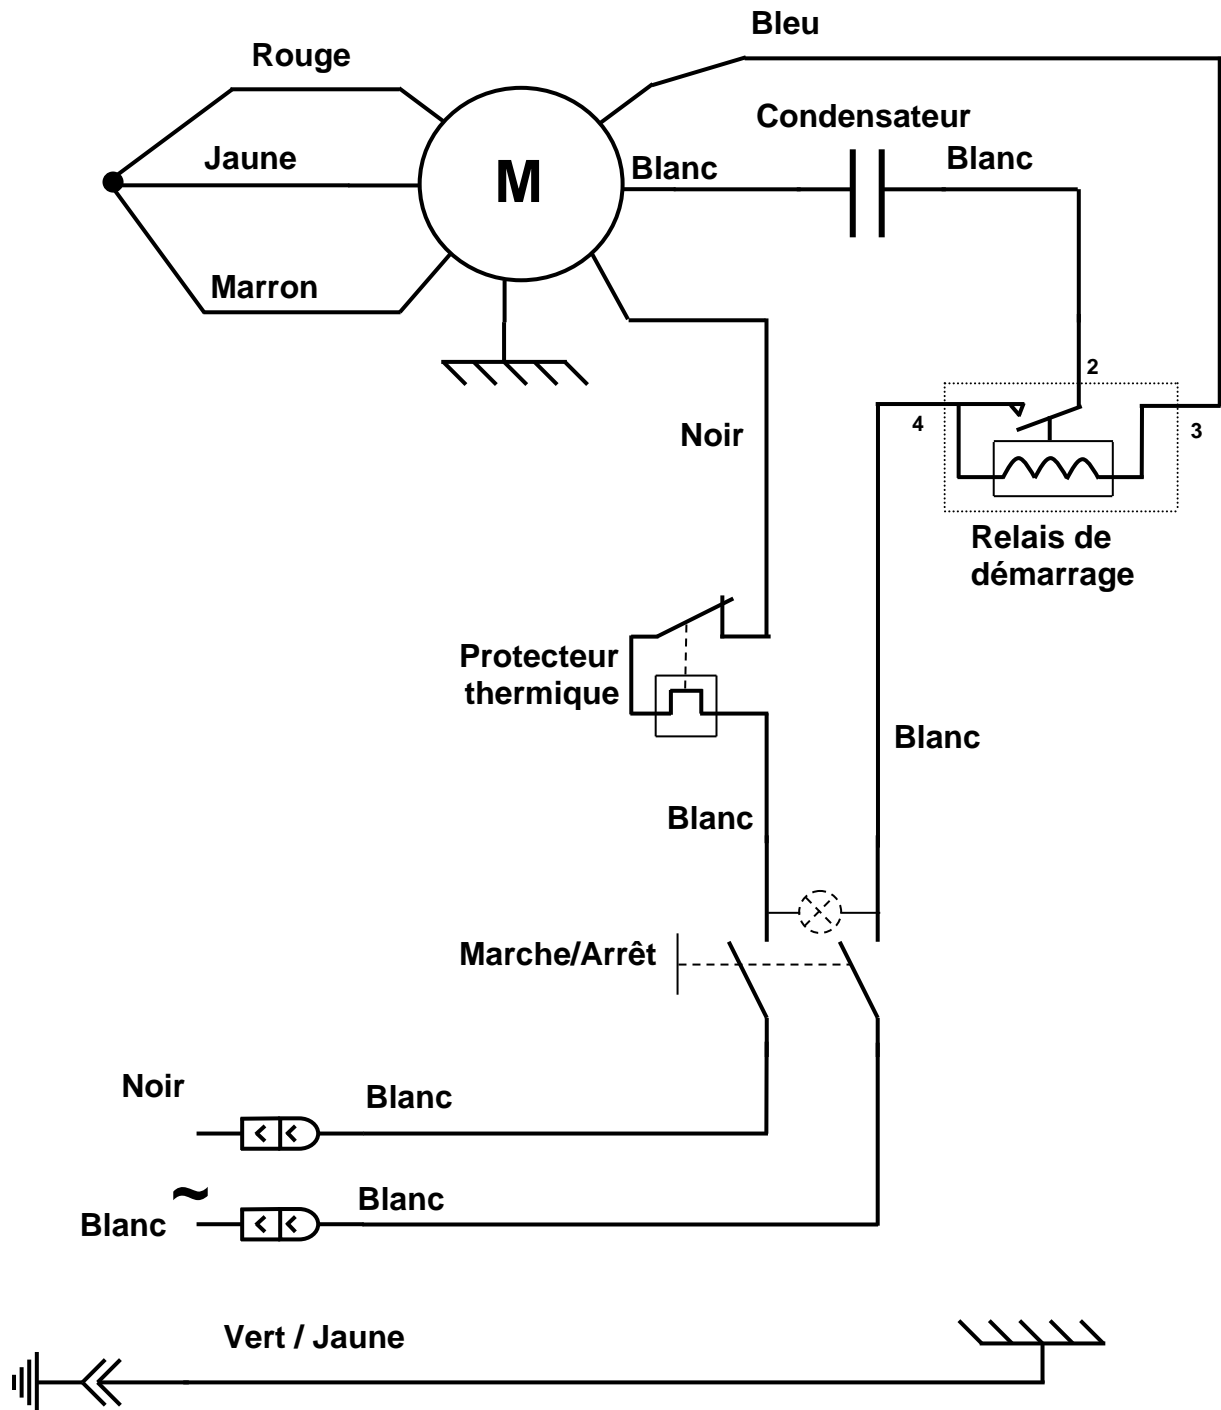 Bleu
Rouge
Condensateur
Jaune
M
Blanc
Blanc
Marron
2
4
3
Noir
Relais de
démarrage
Protecteur
thermique
Blanc
Blanc
Marche/Arrêt
Noir
Blanc
~
Blanc
Blanc
Vert / Jaune